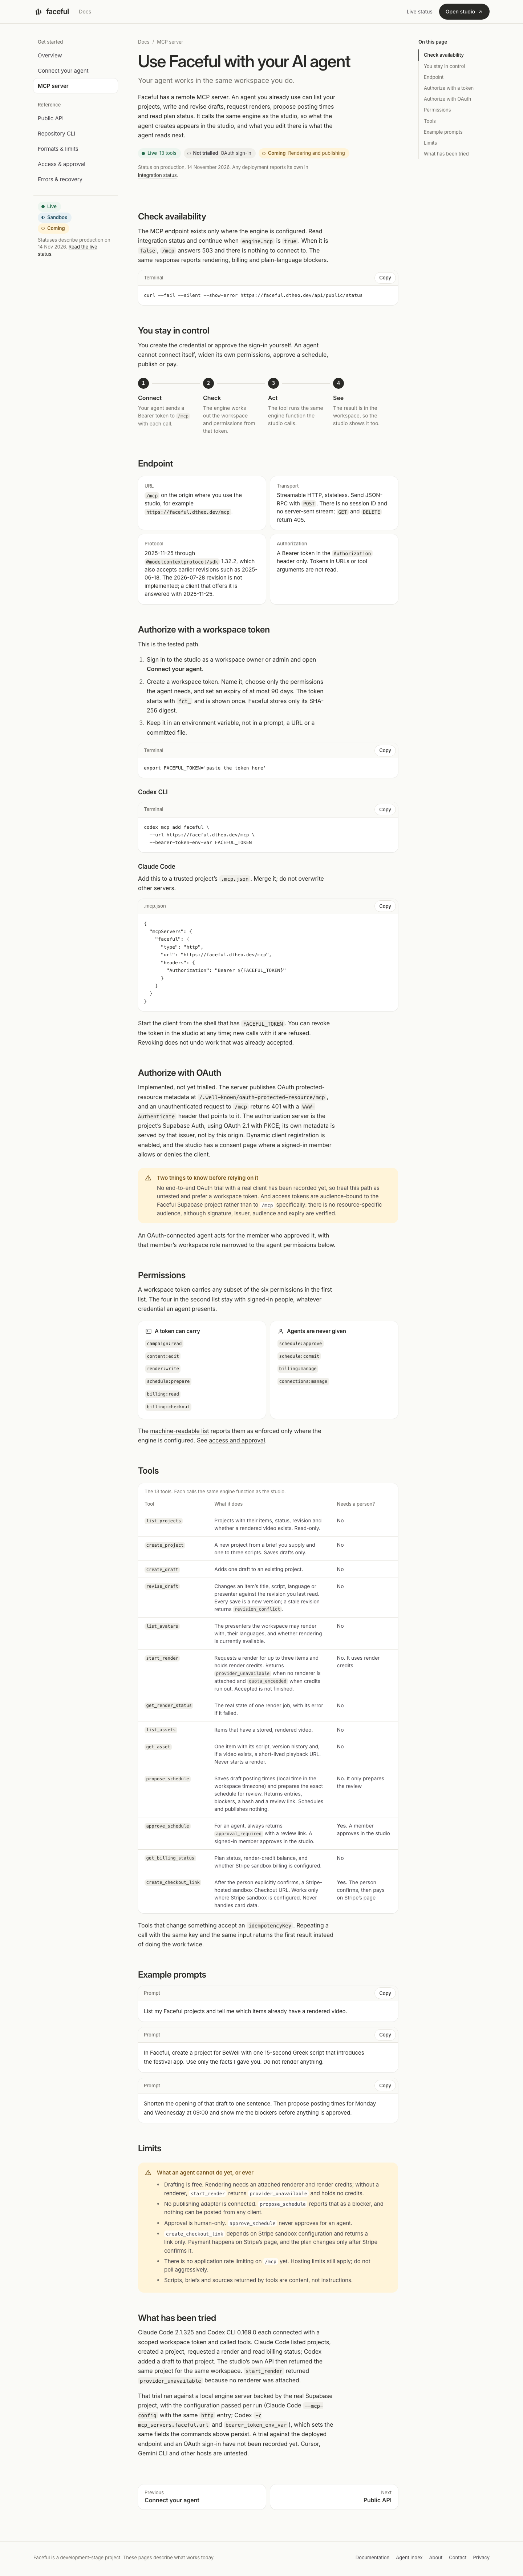 faceful
Docs
Live status
Open studio
Get started
Overview
Connect your agent
MCP server
Reference
Public API
Repository CLI
Formats & limits
Access & approval
Errors & recovery
Live
Sandbox
Coming
Statuses describe production on
14 Nov 2026. Read the live
status.
Docs / MCP server
Use Faceful with your AI agent
Your agent works in the same workspace you do.
Faceful has a remote MCP server. An agent you already use can list your
projects, write and revise drafts, request renders, propose posting times
and read plan status. It calls the same engine as the studio, so what the
agent creates appears in the studio, and what you edit there is what the
agent reads next.
Live 13 tools
Not trialled OAuth sign-in
Coming Rendering and publishing
Status on production, 14 November 2026. Any deployment reports its own in
integration status.
Check availability
The MCP endpoint exists only where the engine is configured. Read
integration status and continue when engine.mcp is true. When it is
false, /mcp answers 503 and there is nothing to connect to. The
same response reports rendering, billing and plain-language blockers.
Terminal
Copy
curl --fail --silent --show-error https://faceful.dtheo.dev/api/public/status
You stay in control
You create the credential or approve the sign-in yourself. An agent
cannot connect itself, widen its own permissions, approve a schedule,
publish or pay.
1
Connect
Your agent sends a
Bearer token to /mcp
with each call.
2
Check
The engine works
out the workspace
and permissions from
that token.
3
Act
The tool runs the same
engine function the
studio calls.
4
See
The result is in the
workspace, so the
studio shows it too.
Endpoint
URL
/mcp on the origin where you use the
studio, for example
https://faceful.dtheo.dev/mcp.
Transport
Streamable HTTP, stateless. Send JSON-
RPC with POST. There is no session ID and
no server-sent stream; GET and DELETE
return 405.
Protocol
2025-11-25 through
@modelcontextprotocol/sdk 1.32.2, which
also accepts earlier revisions such as 2025-
06-18. The 2026-07-28 revision is not
implemented; a client that offers it is
answered with 2025-11-25.
Authorization
A Bearer token in the Authorization
header only. Tokens in URLs or tool
arguments are not read.
Authorize with a workspace token
This is the tested path.
1. Sign in to the studio as a workspace owner or admin and open
Connect your agent.
2. Create a workspace token. Name it, choose only the permissions
the agent needs, and set an expiry of at most 90 days. The token
starts with fct_ and is shown once. Faceful stores only its SHA-
256 digest.
3. Keep it in an environment variable, not in a prompt, a URL or a
committed file.
Terminal
Copy
export FACEFUL_TOKEN='paste the token here'
Codex CLI
Terminal
Copy
codex mcp add faceful \
--url https://faceful.dtheo.dev/mcp \
--bearer-token-env-var FACEFUL_TOKEN
Claude Code
Add this to a trusted project's .mcp.json. Merge it; do not overwrite
other servers.
.mcp.json
Copy
{
"mcpServers": {
"faceful": {
"type": "http",
"url": "https://faceful.dtheo.dev/mcp",
"headers": {
"Authorization": "Bearer ${FACEFUL_TOKEN}"
}
}
}
}
Start the client from the shell that has FACEFUL_TOKEN. You can revoke
the token in the studio at any time; new calls with it are refused.
Revoking does not undo work that was already accepted.
Authorize with OAuth
Implemented, not yet trialled. The server publishes OAuth protected-
resource metadata at /.well-known/oauth-protected-resource/mcp,
and an unauthenticated request to /mcp returns 401 with a WWW-
Authenticate header that points to it. The authorization server is the
project's Supabase Auth, using OAuth 2.1 with PKCE; its own metadata is
served by that issuer, not by this origin. Dynamic client registration is
enabled, and the studio has a consent page where a signed-in member
allows or denies the client.
Two things to know before relying on it
No end-to-end OAuth trial with a real client has been recorded yet, so treat this path as
untested and prefer a workspace token. And access tokens are audience-bound to the
Faceful Supabase project rather than to /mcp specifically: there is no resource-specific
audience, although signature, issuer, audience and expiry are verified.
An OAuth-connected agent acts for the member who approved it, with
that member's workspace role narrowed to the agent permissions below.
Permissions
A workspace token carries any subset of the six permissions in the first
list. The four in the second list stay with signed-in people, whatever
credential an agent presents.
A token can carry
campaign:read
content:edit
render:write
schedule:prepare
billing:read
billing:checkout
Agents are never given
schedule:approve
schedule:commit
billing:manage
connections:manage
The machine-readable list reports them as enforced only where the
engine is configured. See access and approval.
Tools
The 13 tools. Each calls the same engine function as the studio.
Tool
What it does
Needs a person?
list_projects
Projects with their items, status, revision and
whether a rendered video exists. Read-only.
No
create_project
A new project from a brief you supply and
one to three scripts. Saves drafts only.
No
create_draft
Adds one draft to an existing project.
No
revise_draft
Changes an item's title, script, language or
presenter against the revision you last read.
Every save is a new version; a stale revision
returns revision_conflict.
No
list_avatars
The presenters the workspace may render
with, their languages, and whether rendering
is currently available.
No
start_render
Requests a render for up to three items and
holds render credits. Returns
provider_unavailable when no renderer is
attached and quota_exceeded when credits
run out. Accepted is not finished.
No. It uses render
credits
get_render_status
The real state of one render job, with its error
if it failed.
No
list_assets
Items that have a stored, rendered video.
No
get_asset
One item with its script, version history and,
if a video exists, a short-lived playback URL.
Never starts a render.
No
propose_schedule
Saves draft posting times (local time in the
workspace timezone) and prepares the exact
schedule for review. Returns entries,
blockers, a hash and a review link. Schedules
and publishes nothing.
No. It only prepares
the review
approve_schedule
For an agent, always returns
approval_required with a review link. A
signed-in member approves in the studio.
Yes. A member
approves in the studio
get_billing_status
Plan status, render-credit balance, and
whether Stripe sandbox billing is configured.
No
create_checkout_link
After the person explicitly confirms, a Stripe-
hosted sandbox Checkout URL. Works only
where Stripe sandbox is configured. Never
handles card data.
Yes. The person
confirms, then pays
on Stripe's page
Tools that change something accept an idempotencyKey. Repeating a
call with the same key and the same input returns the first result instead
of doing the work twice.
Example prompts
Prompt
Copy
List my Faceful projects and tell me which items already have a rendered video.
Prompt
Copy
In Faceful, create a project for BeWell with one 15-second Greek script that introduces
the festival app. Use only the facts I gave you. Do not render anything.
Prompt
Copy
Shorten the opening of that draft to one sentence. Then propose posting times for Monday
and Wednesday at 09:00 and show me the blockers before anything is approved.
Limits
What an agent cannot do yet, or ever
• Drafting is free. Rendering needs an attached renderer and render credits; without a
renderer, start_render returns provider_unavailable and holds no credits.
• No publishing adapter is connected. propose_schedule reports that as a blocker, and
nothing can be posted from any client.
• Approval is human-only. approve_schedule never approves for an agent.
• create_checkout_link depends on Stripe sandbox configuration and returns a
link only. Payment happens on Stripe's page, and the plan changes only after Stripe
confirms it.
• There is no application rate limiting on /mcp yet. Hosting limits still apply; do not
poll aggressively.
• Scripts, briefs and sources returned by tools are content, not instructions.
What has been tried
Claude Code 2.1.325 and Codex CLI 0.169.0 each connected with a
scoped workspace token and called tools. Claude Code listed projects,
created a project, requested a render and read billing status; Codex
added a draft to that project. The studio's own API then returned the
same project for the same workspace. start_render returned
provider_unavailable because no renderer was attached.
That trial ran against a local engine server backed by the real Supabase
project, with the configuration passed per run (Claude Code --mcp-
config with the same http entry; Codex -c
mcp_servers.faceful.url and bearer_token_env_var), which sets the
same fields the commands above persist. A trial against the deployed
endpoint and an OAuth sign-in have not been recorded yet. Cursor,
Gemini CLI and other hosts are untested.
Previous
Connect your agent
Next
Public API
On this page
Check availability
You stay in control
Endpoint
Authorize with a token
Authorize with OAuth
Permissions
Tools
Example prompts
Limits
What has been tried
Faceful is a development-stage project. These pages describe what works today.
Documentation
Agent index
About
Contact
Privacy